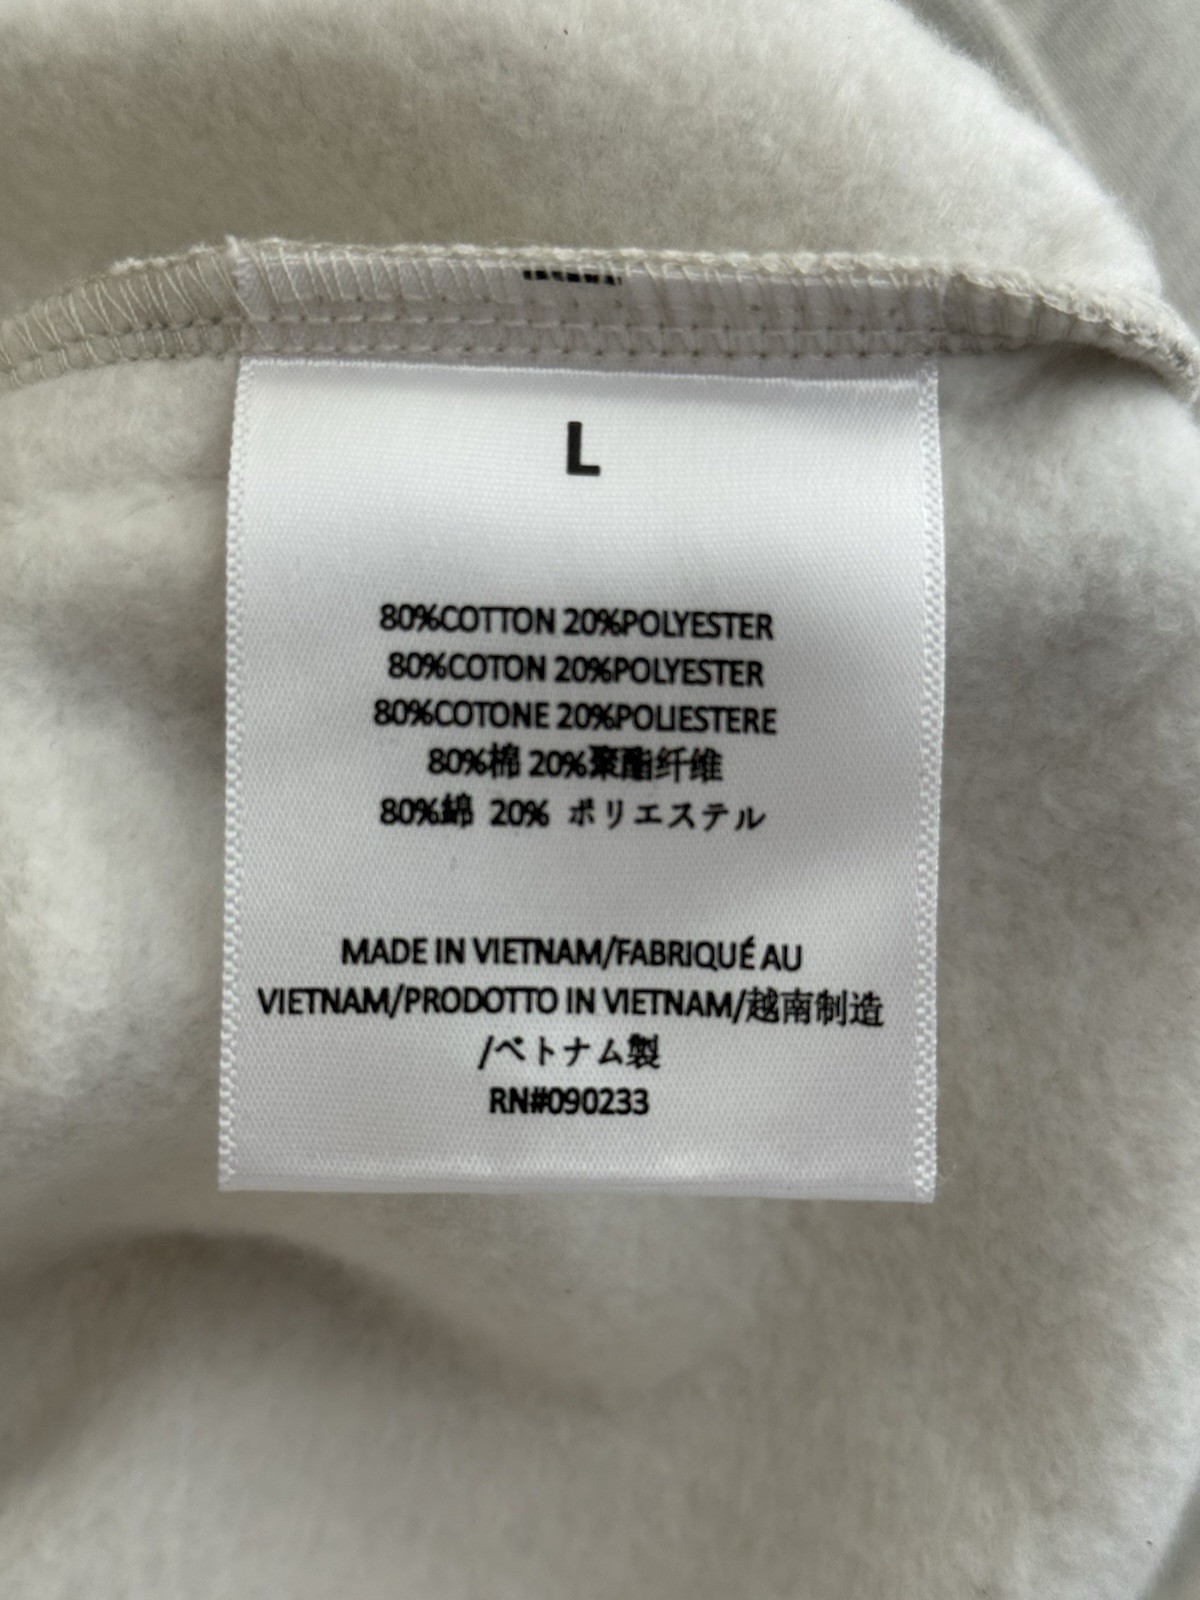 L
80%COTTON 20%POLYESTER
80%COTON 20%POLYESTER
80%COTONE 20%POLIESTERE
80%棉 20%聚酯纤维
80%綿 20% ポリエステル
MADE IN VIETNAM/FABRIQUÉ AU
VIETNAM/PRODOTTO IN VIETNAM/越南制造
/ベトナム製
RN#090233